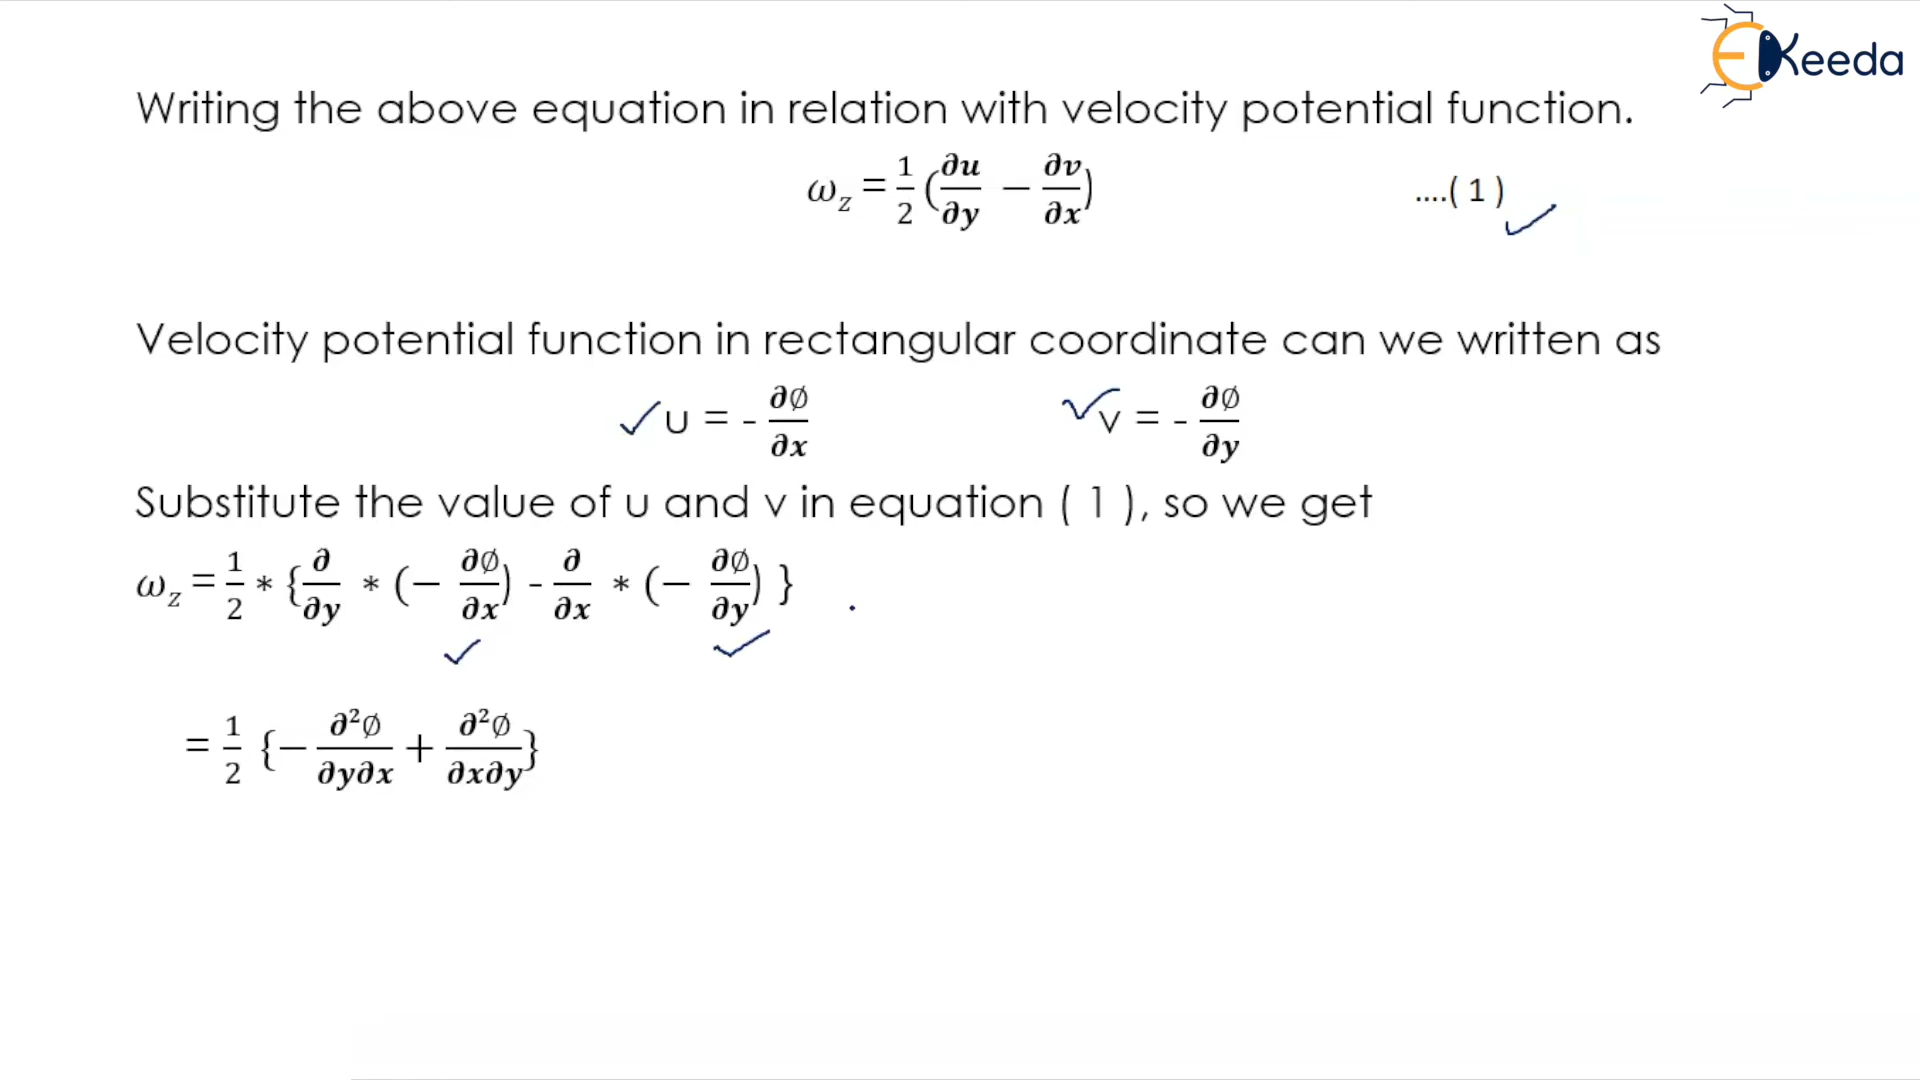 EKeeda
Writing the above equation in relation with velocity potential function.
ω_z = 1/2 (∂u/∂y − ∂v/∂x) ....( 1 )
Velocity potential function in rectangular coordinate can we written as
u = - ∂∅/∂x v = - ∂∅/∂y
Substitute the value of u and v in equation ( 1 ), so we get
ω_z = 1/2 * {∂/∂y * (− ∂∅/∂x) - ∂/∂x * (− ∂∅/∂y) }
= 1/2 {− ∂²∅/∂y∂x + ∂²∅/∂x∂y}